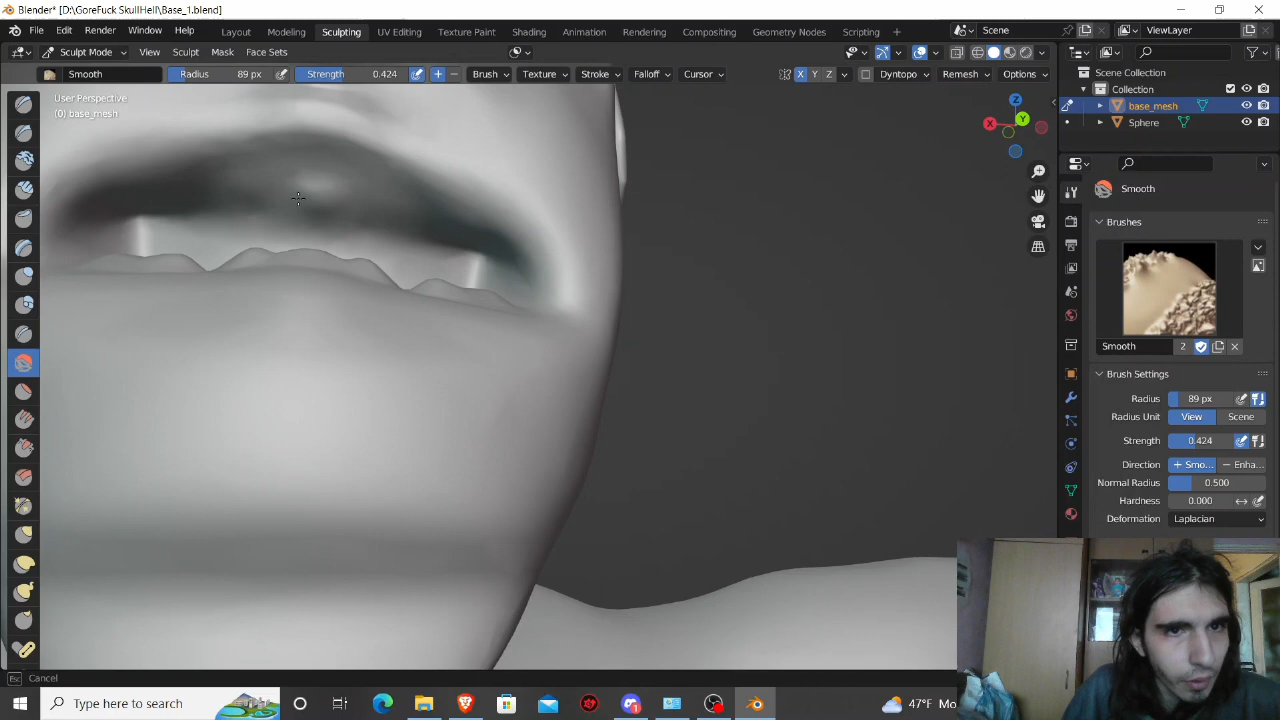 Blender* [D:\GoreFuck SkullHell\Base_1.blend]
File Edit Render Window Help Layout Modeling Sculpting UV Editing Texture Paint Shading Animation Rendering Compositing Geometry Nodes Scripting Scene ViewLayer
Sculpt Mode View Sculpt Mask Face Sets
Smooth Radius 89 px Strength 0.424 Brush Texture Stroke Falloff Cursor X Y Z Dyntopo Remesh Options
User Perspective
(0) base_mesh
Z
X
Y
Scene Collection
Collection
base_mesh
Sphere
Smooth
Brushes
Smooth 2
Brush Settings
Radius 89 px
Radius Unit View Scene
Strength 0.424
Direction + Smo... — Enha...
Normal Radius 0.500
Hardness 0.000
Deformation Laplacian
Esc Cancel
Type here to search
1
47°F Mo